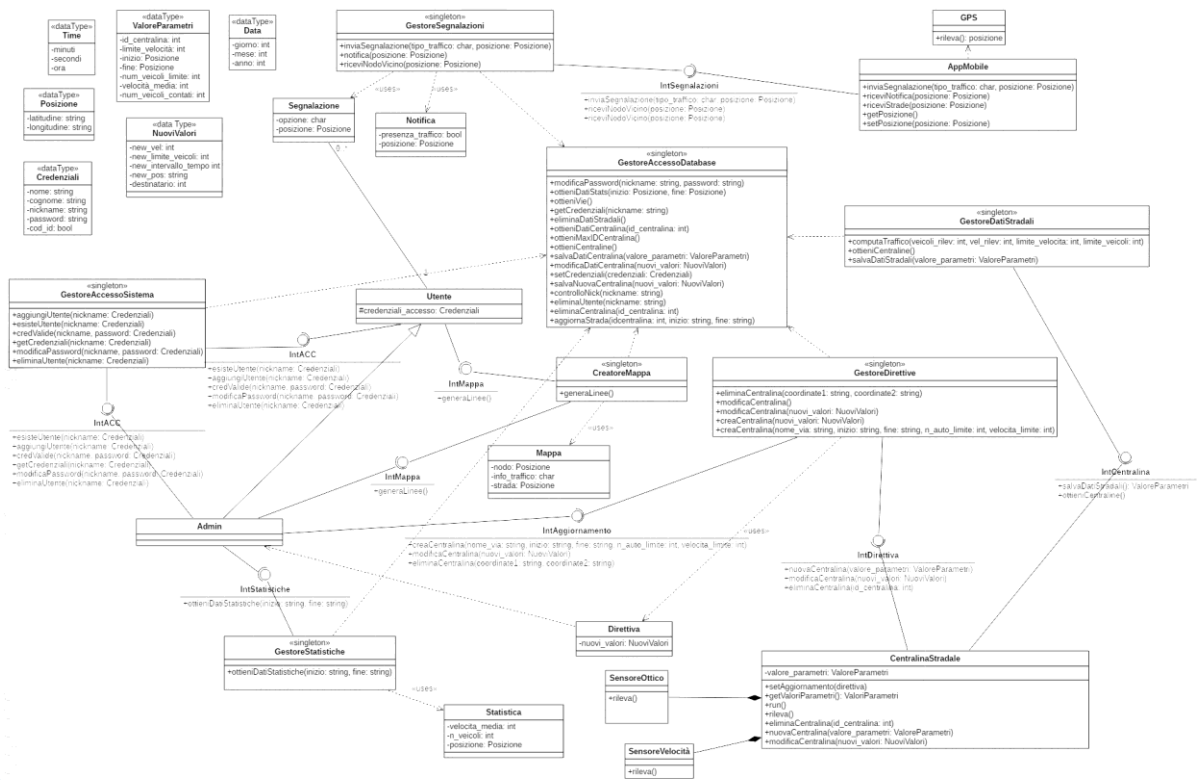 «dataType»
Time
-minuti
-secondi
-ora
«dataType»
ValoreParametri
-id_centralina: int
-limite_velocità: int
-inizio: Posizione
-fine: Posizione
-num_veicoli_limite: int
-velocità_media: int
-num_veicoli_contati: int
«dataType»
Data
-giorno: int
-mese: int
-anno: int
«singleton»
GestoreSegnalazioni
+inviaSegnalazione(tipo_traffico: char, posizione: Posizione)
+notifica(posizione: Posizione)
+riceviNodoVicino(posizione: Posizione)
GPS
+rileva(): posizione
AppMobile
+inviaSegnalazione(tipo_traffico: char, posizione: Posizione)
+riceviNotifica(posizione: Posizione)
+riceviStrade(posizione: Posizione)
+getPosizione()
+setPosizione(posizione: Posizione)
IntSegnalazioni
+inviaSegnalazione(tipo_traffico: char posizione: Posizione)
+riceviNodoVicino(posizione: Posizione)
+riceviNodoVicino(posizione: Posizione)
«uses»
«uses»
«dataType»
Posizione
-latitudine: string
-longitudine: string
«data Type»
NuoviValori
-new_vel: int
-new_limite_veicoli: int
-new_intervallo_tempo int
-new_pos: string
-destinatario: int
Segnalazione
-opzione: char
-posizione: Posizione
0
Notifica
-presenza_traffico: bool
-posizione: Posizione
«dataType»
Credenziali
-nome: string
-cognome: string
-nickname: string
-password: string
-cod_id: bool
«singleton»
GestoreAccessoDatabase
+modificaPassword(nickname: string, password: string)
+ottieniDatiStats(inizio: Posizione, fine: Posizione)
+ottieniVie()
+getCredenziali(nickname: string)
+eliminaDatiStradali()
+ottieniDatiCentralina(id_centralina: int)
+ottieniMaxIDCentralina()
+ottieniCentraline()
+salvaDatiCentralina(valore_parametri: ValoreParametri)
+modificaDatiCentralina(nuovi_valori: NuoviValori)
+setCredenziali(credenziali: Credenziali)
+salvaNuovaCentralina(nuovi_valori: NuoviValori)
+controlloNick(nickname: string)
+eliminaUtente(nickname: string)
+eliminaCentralina(id_centralina: int)
+aggiornaStrada(idcentralina: int, inizio: string, fine: string)
«singleton»
GestoreDatiStradali
+computaTraffico(veicoli_rilev: int, vel_rilev: int, limite_velocita: int, limite_veicoli: int)
+ottieniCentraline()
+salvaDatiStradali(valore_parametri: ValoreParametri)
«singleton»
GestoreAccessoSistema
+aggiungiUtente(nickname: Credenziali)
+esisteUtente(nickname: Credenziali)
+credValide(nickname, password: Credenziali)
+getCredenziali(nickname: Credenziali)
+modificaPassword(nickname, password: Credenziali)
+eliminaUtente(nickname: Credenziali)
1
Utente
#credenziali_accesso: Credenziali
IntACC
+esisteUtente(nickname: Credenziali)
+aggiungiUtente(nickname: Credenziali)
+credValide(nickname password: Credenziali)
+modificaPassword(nickname password: Credenziali)
+eliminaUtente(nickname: Credenziali)
IntMappa
+generaLinee()
«singleton»
CreatoreMappa
+generaLinee()
«singleton»
GestoreDirettive
+eliminaCentralina(coordinate1: string, coordinate2: string)
+modificaCentralina()
+modificaCentralina(nuovi_valori: NuoviValori)
+creaCentralina(nuovi_valori: NuoviValori)
+creaCentralina(nome_via: string, inizio: string, fine: string, n_auto_limite: int, velocita_limite: int)
IntACC
+esisteUtente(nickname: Credenziali)
+aggiungiUtente(nickname: Credenziali)
+credValide(nickname password: Credenziali)
+getCredenziali(nickname: Credenziali)
+modificaPassword(nickname password: Credenziali)
+eliminaUtente(nickname: Credenziali)
«uses»
Mappa
-nodo: Posizione
-info_traffico: char
-strada: Posizione
IntMappa
+generaLinee()
IntCentralina
+salvaDatiStradali(): ValoreParametri
+ottieniCentraline()
Admin
IntAggiornamento
+creaCentralina(nome_via: string, inizio: string, fine: string n_auto_limite: int, velocita_limite: int)
+modificaCentralina(nuovi_valori: NuoviValori)
+eliminaCentralina(coordinate1: string, coordinate2: string)
«uses»
IntDirettiva
+nuovaCentralina(valore_parametri: ValoreParametri)
+modificaCentralina(nuovi_valori: NuoviValori)
+eliminaCentralina(id_centralina: int)
IntStatistiche
+ottieniDatiStatistiche(inizio: string, fine: string)
«singleton»
GestoreStatistiche
+ottieniDatiStatistiche(inizio: string, fine: string)
Direttiva
-nuovi_valori: NuoviValori
«uses»
Statistica
-velocita_media: int
-n_veicoli: int
-posizione: Posizione
SensoreOttico
+rileva()
SensoreVelocità
+rileva()
CentralinaStradale
-valore_parametri: ValoreParametri
+setAggiornamento(direttiva)
+getValoriParametri(): ValoriParametri
+run()
+rileva()
+eliminaCentralina(id_centralina: int)
+nuovaCentralina(valore_parametri: ValoreParametri)
+modificaCentralina(nuovi_valori: NuoviValori)